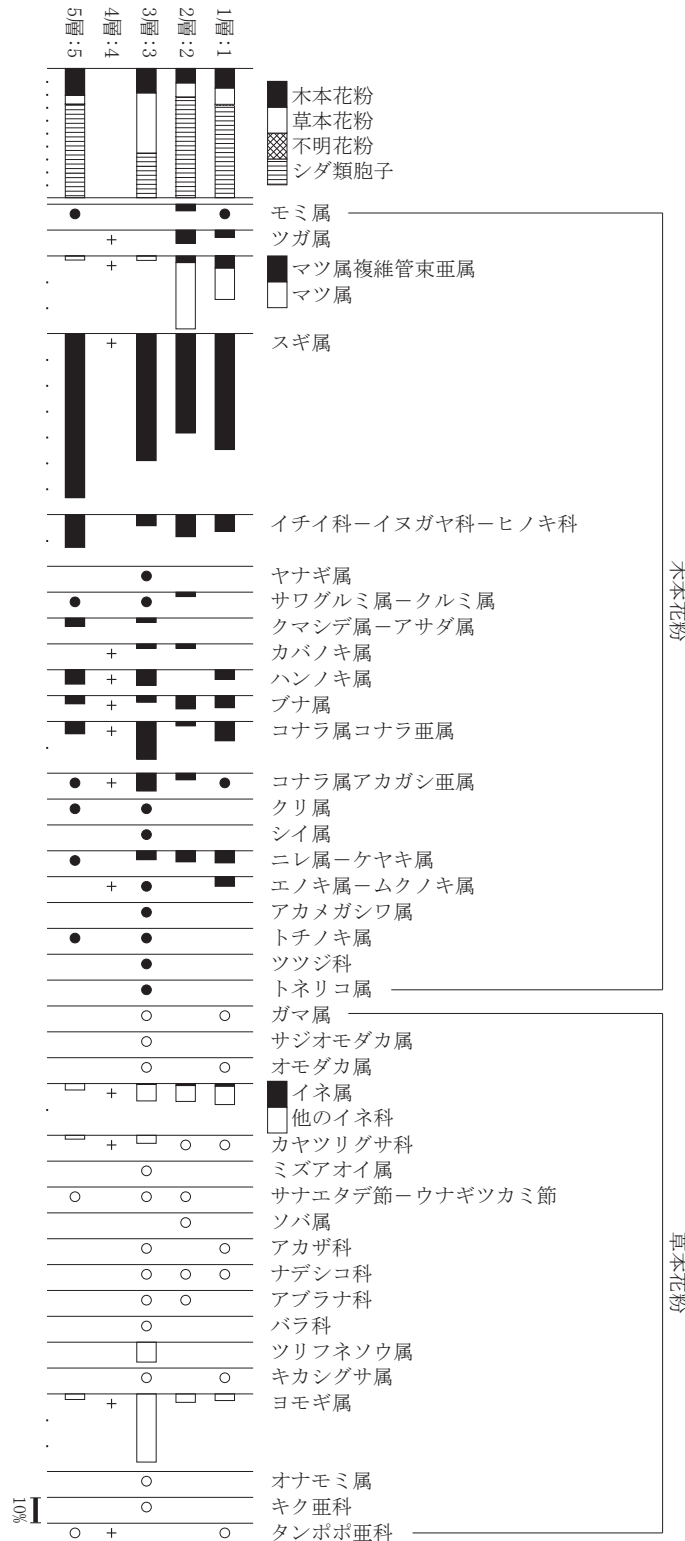 5層:5
4層:4
3層:3
2層:2
1層:1
木本花粉
草本花粉
不明花粉
シダ類胞子
モミ属
ツガ属
マツ属複維管束亜属
マツ属
スギ属
イチイ科－イヌガヤ科－ヒノキ科
ヤナギ属
サワグルミ属－クルミ属
クマシデ属－アサダ属
カバノキ属
ハンノキ属
ブナ属
コナラ属コナラ亜属
コナラ属アカガシ亜属
クリ属
シイ属
ニレ属－ケヤキ属
エノキ属－ムクノキ属
アカメガシワ属
トチノキ属
ツツジ科
トネリコ属
木本花粉
ガマ属
サジオモダカ属
オモダカ属
イネ属
他のイネ科
カヤツリグサ科
ミズアオイ属
サナエタデ節－ウナギツカミ節
ソバ属
アカザ科
ナデシコ科
アブラナ科
バラ科
ツリフネソウ属
キカシグサ属
ヨモギ属
オナモミ属
キク亜科
タンポポ亜科
草本花粉
10%